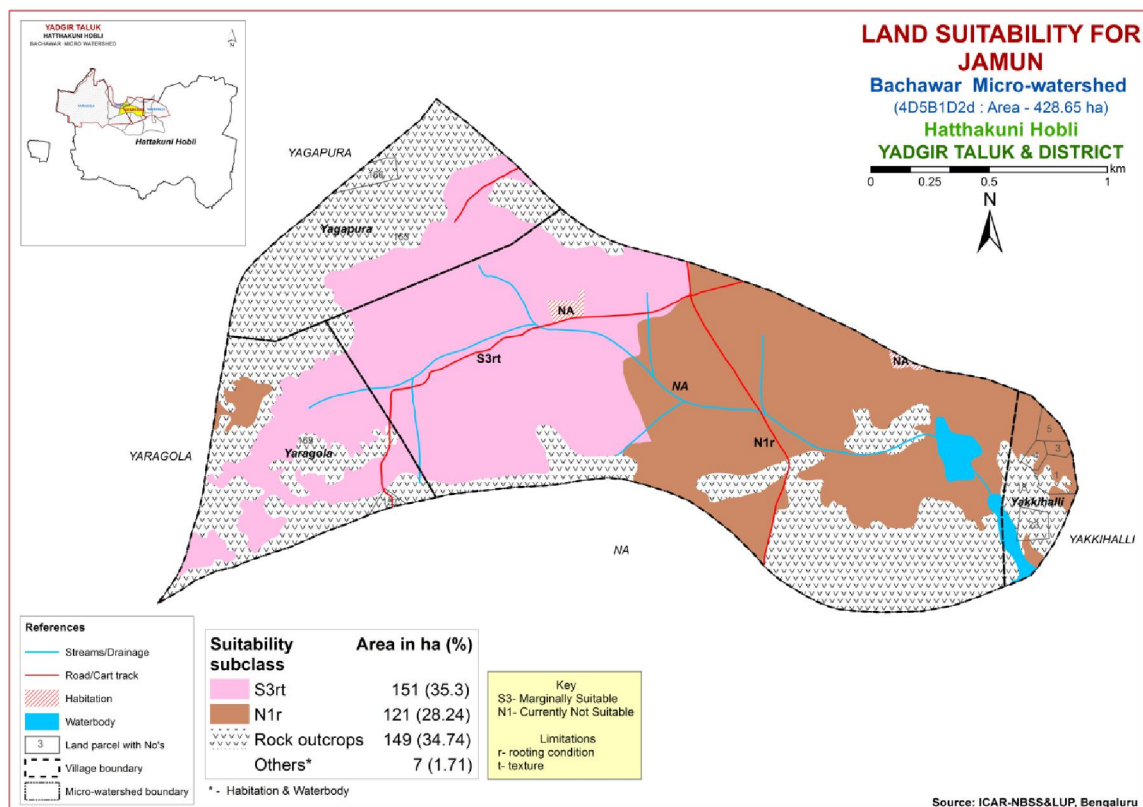 YADGIR TALUK
HATTHAKUNI HOBLI
BACHAWAR MICRO WATERSHED
N
YARAGOLA
Hattakuni Hobli
LAND SUITABILITY FOR
JAMUN
Bachawar Micro-watershed
(4D5B1D2d : Area - 428.65 ha)
Hatthakuni Hobli
YADGIR TALUK & DISTRICT
km
0 0.25 0.5 1
N
YAGAPURA
Yagapura
NA
S3rt
NA
NA
N1r
YARAGOLA
169
Yaragola
5
3
1
Yakkihalli
YAKKIHALLI
NA
References
Streams/Drainage
Road/Cart track
Habitation
Waterbody
3 Land parcel with No's
Village boundary
Micro-watershed boundary
Suitability subclass Area in ha (%)
S3rt 151 (35.3)
N1r 121 (28.24)
Rock outcrops 149 (34.74)
Others* 7 (1.71)
* - Habitation & Waterbody
Key
S3- Marginally Suitable
N1- Currently Not Suitable
Limitations
r- rooting condition
t- texture
Source: ICAR-NBSS&LUP, Bengaluru